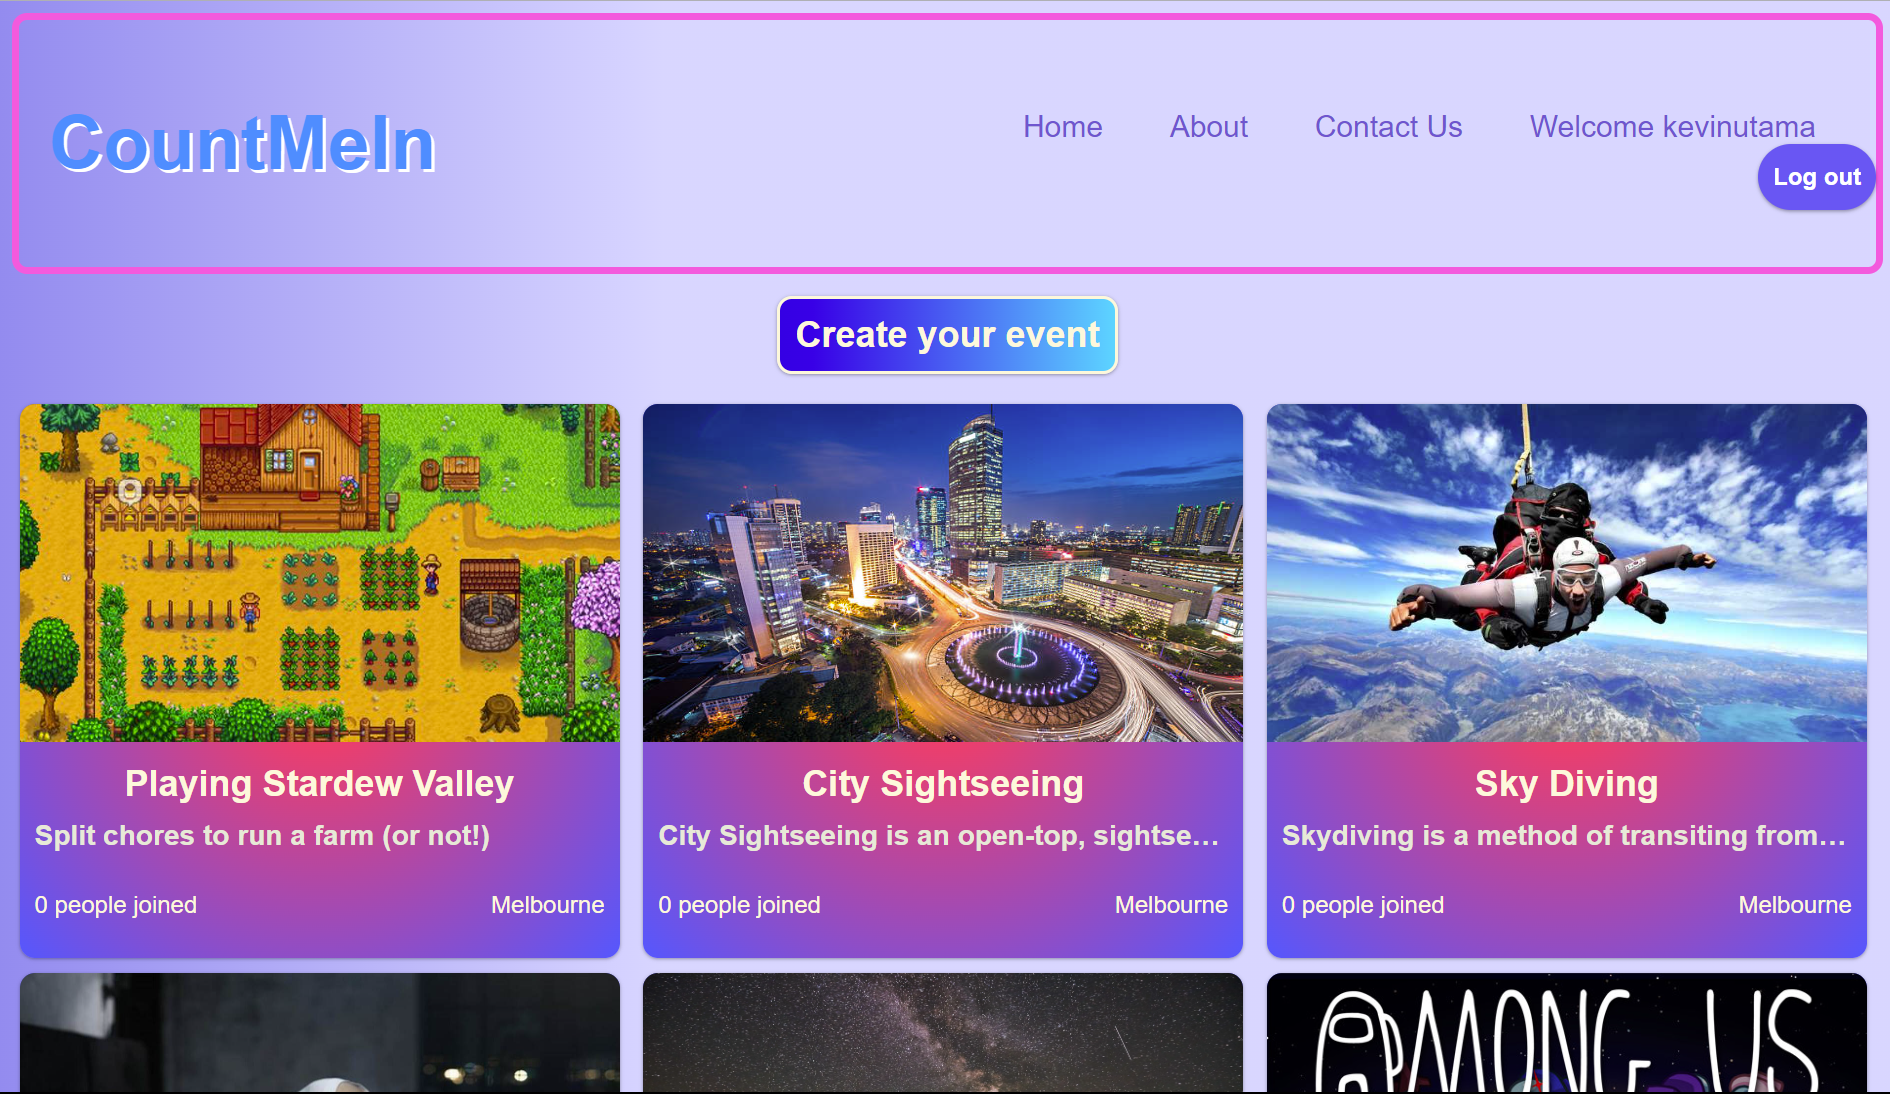 CountMeIn
Home About Contact Us Welcome kevinutama
Log out
Create your event
Playing Stardew Valley
Split chores to run a farm (or not!)
0 people joined Melbourne
City Sightseeing
City Sightseeing is an open-top, sightse...
0 people joined Melbourne
Sky Diving
Skydiving is a method of transiting from...
0 people joined Melbourne
AMONG US